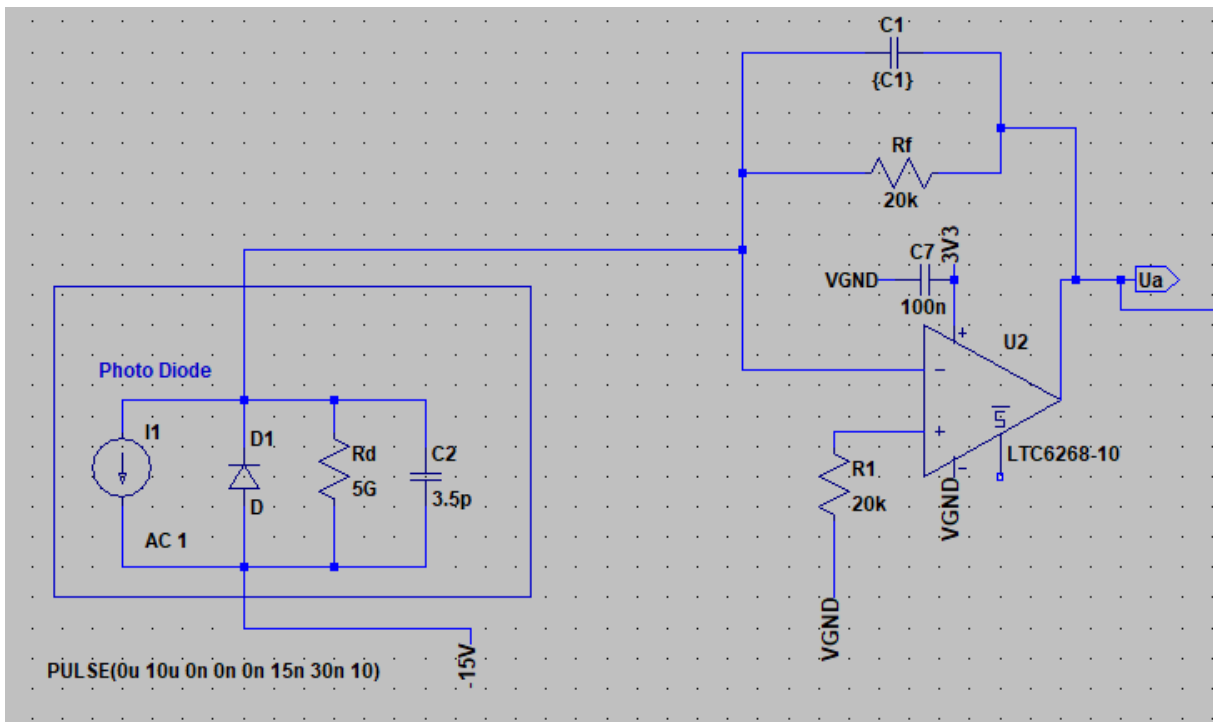 C1
{C1}
Rf
20k
C7
3V3
VGND
100n
Ua
U2
Photo Diode
I1
D1
Rd
C2
D
5G
3.5p
AC 1
R1
20k
LTC6268-10
VGND
VGND
-15V
PULSE(0u 10u 0n 0n 0n 15n 30n 10)